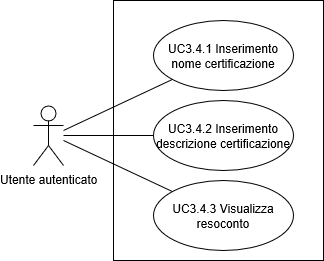 UC3.4.1 Inserimento
nome certificazione
UC3.4.2 Inserimento
descrizione certificazione
Utente autenticato
UC3.4.3 Visualizza
resoconto